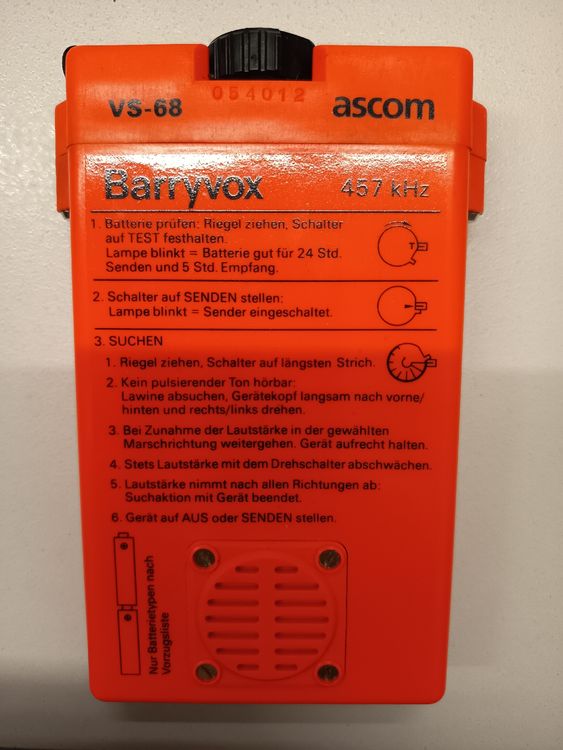 054012
VS-68
ascom
Barryvox
457 kHz
1. Batterie prüfen: Riegel ziehen, Schalter
auf TEST festhalten.
Lampe blinkt = Batterie gut für 24 Std.
Senden und 5 Std. Empfang.
T
2. Schalter auf SENDEN stellen:
Lampe blinkt = Sender eingeschaltet.
3. SUCHEN
1. Riegel ziehen, Schalter auf längsten Strich.
2. Kein pulsierender Ton hörbar:
Lawine absuchen, Gerätekopf langsam nach vorne/
hinten und rechts/links drehen.
3. Bei Zunahme der Lautstärke in der gewählten
Marschrichtung weitergehen. Gerät aufrecht halten.
4. Stets Lautstärke mit dem Drehschalter abschwächen.
5. Lautstärke nimmt nach allen Richtungen ab:
Suchaktion mit Gerät beendet.
6. Gerät auf AUS oder SENDEN stellen.
Nur Batterietypen nach
Vorzugsliste